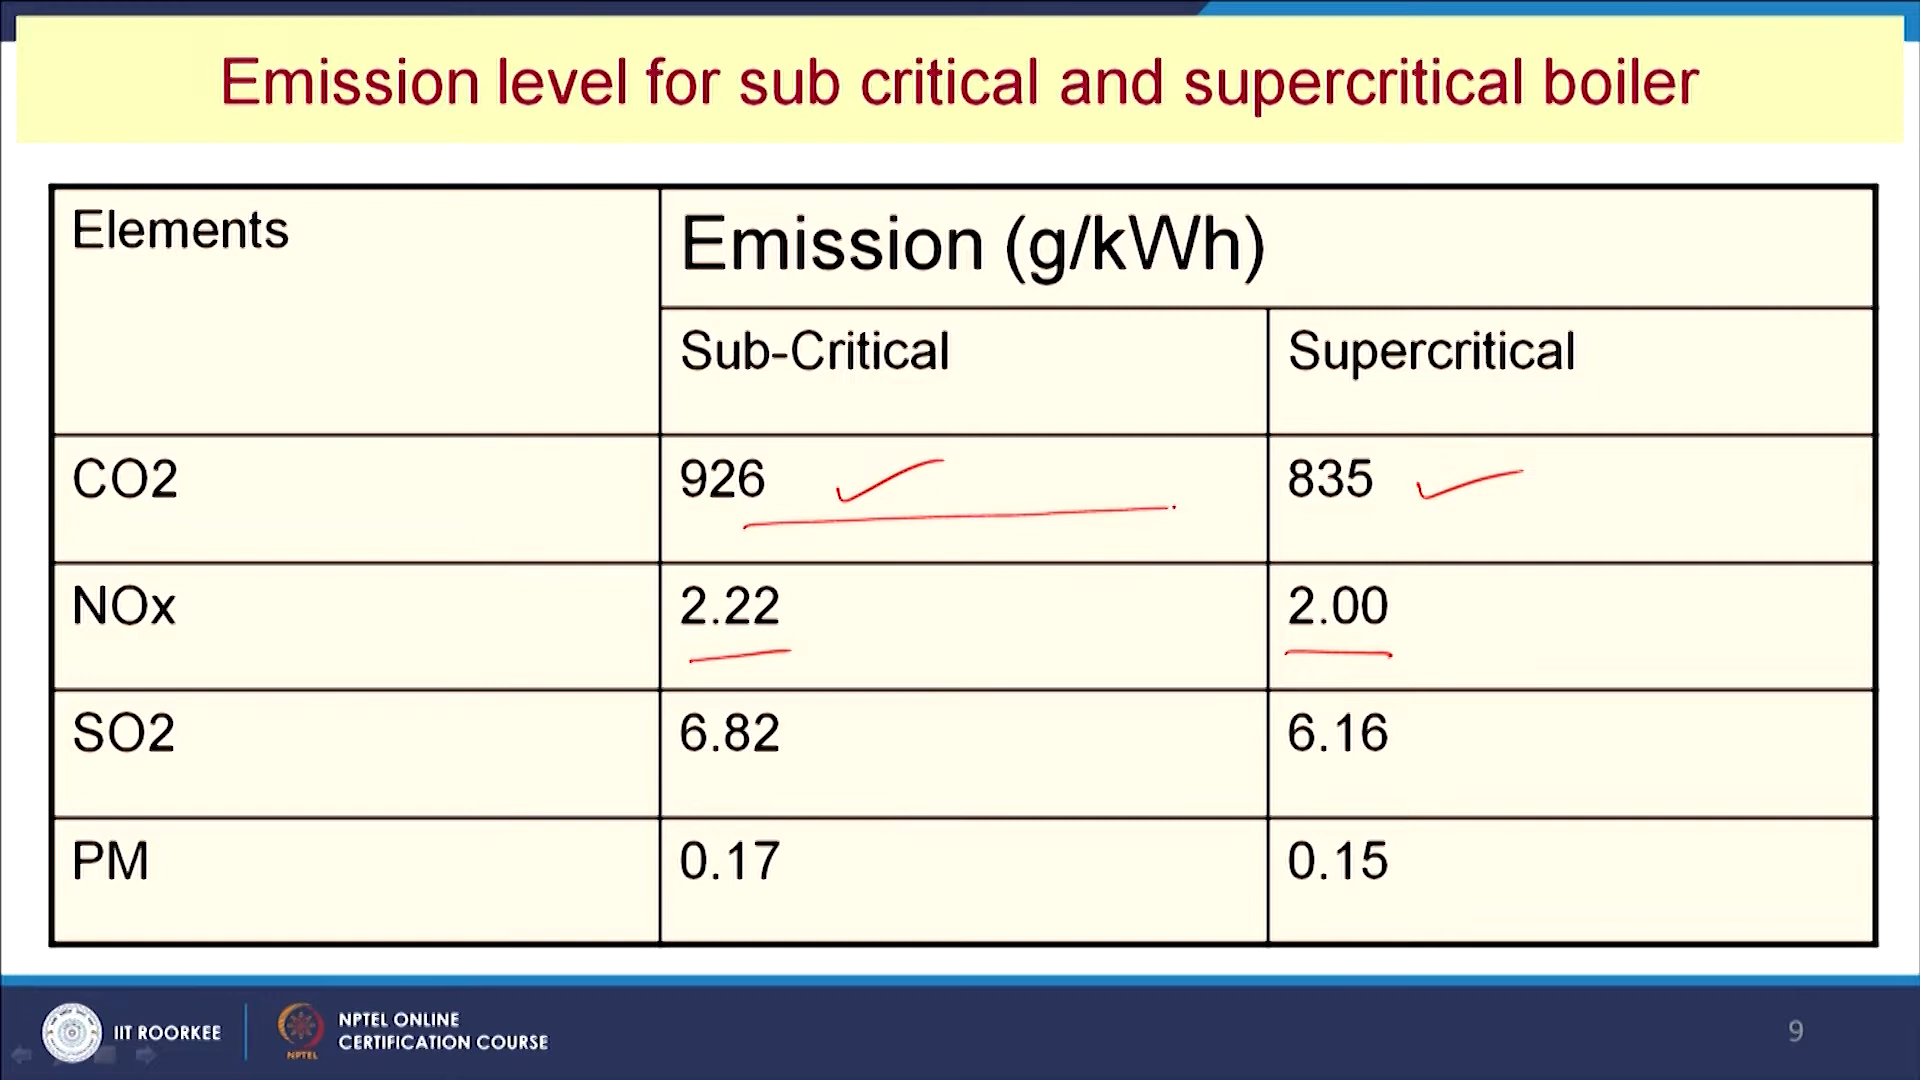 Emission level for sub critical and supercritical boiler
Elements
Emission (g/kWh)
Sub-Critical
Supercritical
CO2
926
835
NOx
2.22
2.00
SO2
6.82
6.16
PM
0.17
0.15
IIT ROORKEE
NPTEL
NPTEL ONLINE
CERTIFICATION COURSE
9